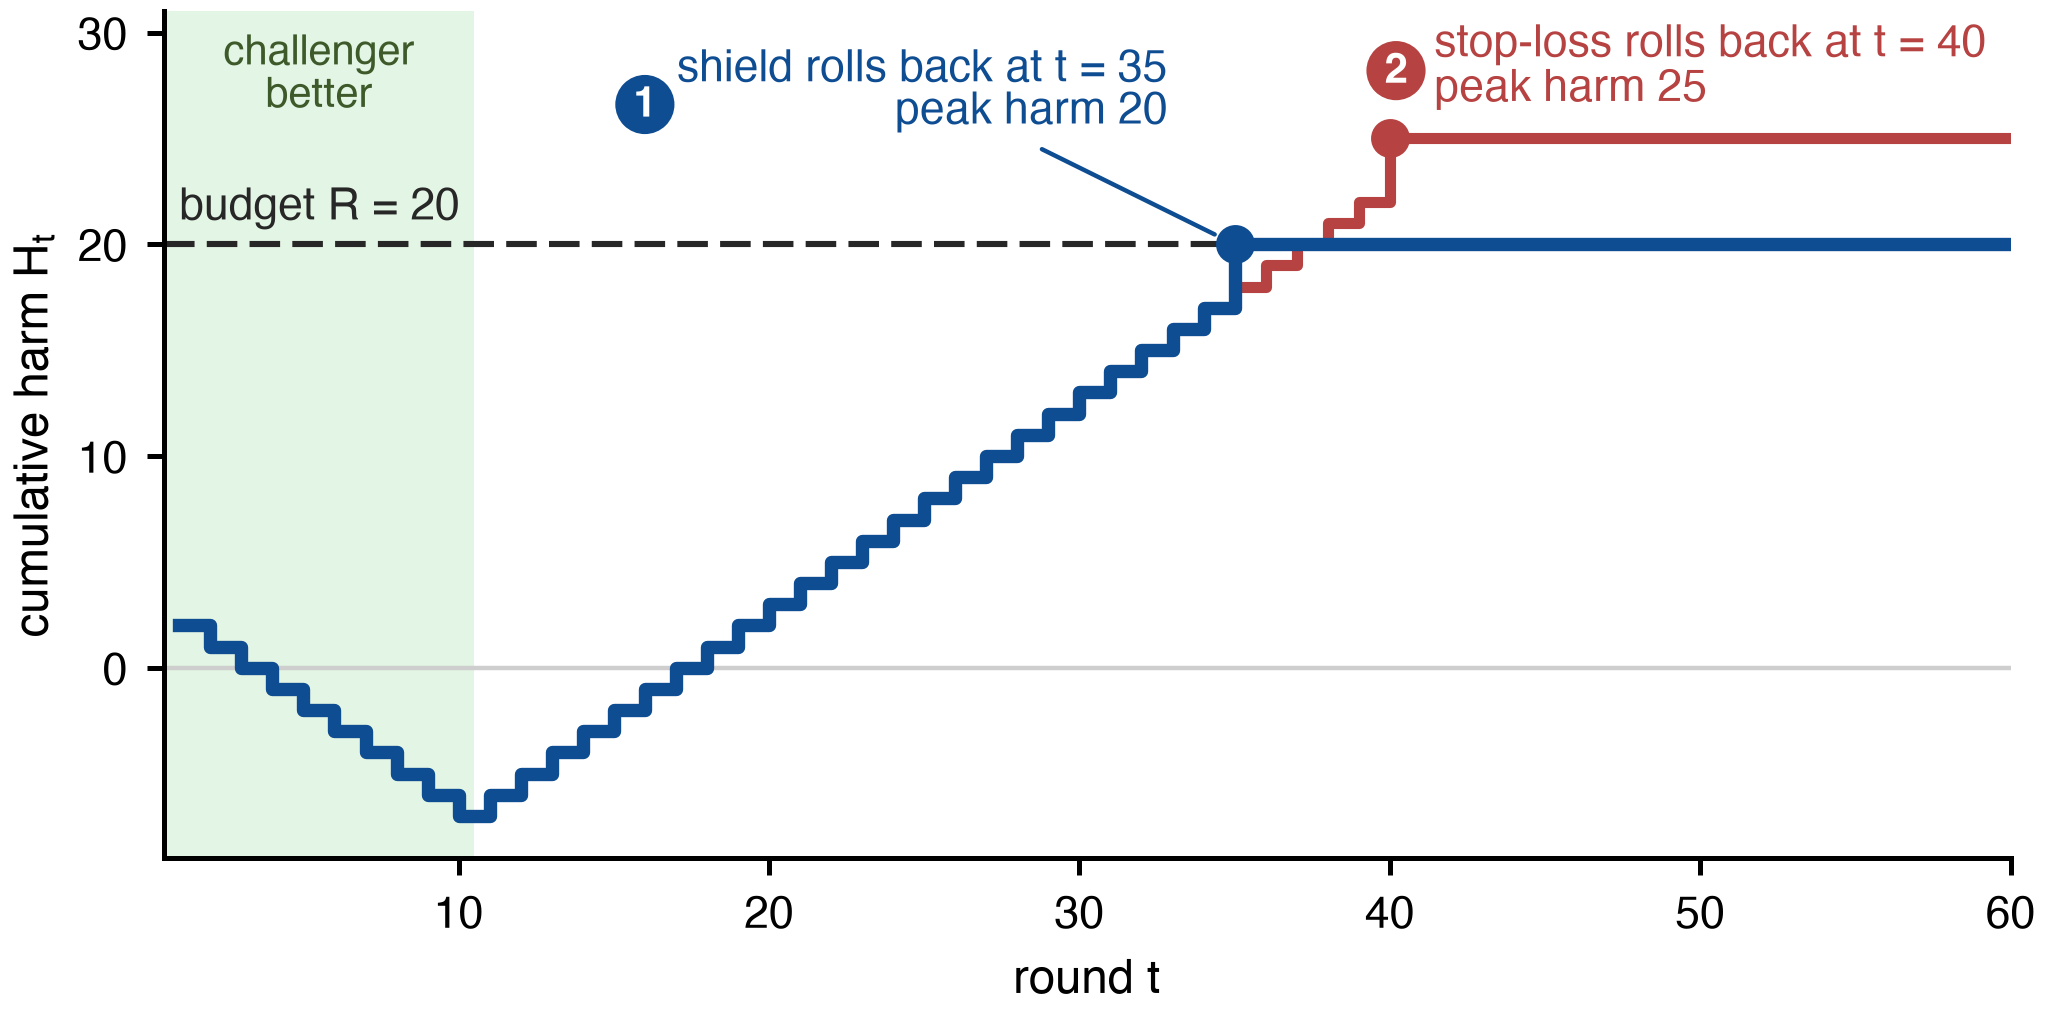 challenger
better
budget R = 20
1
shield rolls back at t = 35
peak harm 20
2
stop-loss rolls back at t = 40
peak harm 25
cumulative harm Hₜ
30
20
10
0
10
20
30
40
50
60
round t